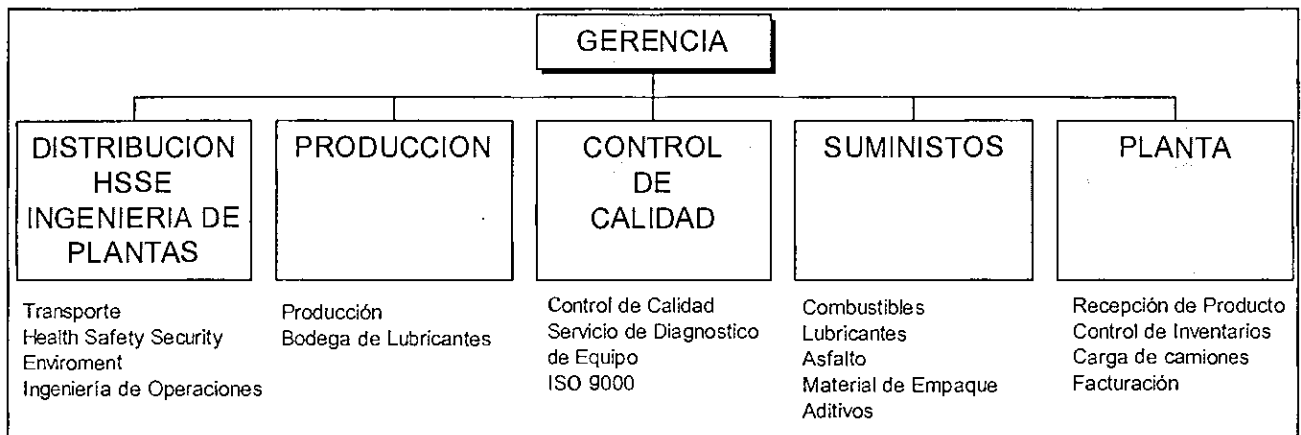 GERENCIA
DISTRIBUCION
HSSE
INGENIERIA DE
PLANTAS
PRODUCCION
CONTROL
DE
CALIDAD
SUMINISTOS
PLANTA
Transporte
Health Safety Security
Enviroment
Ingeniería de Operaciones
Producción
Bodega de Lubricantes
Control de Calidad
Servicio de Diagnostico
de Equipo
ISO 9000
Combustibles
Lubricantes
Asfalto
Material de Empaque
Aditivos
Recepción de Producto
Control de Inventarios
Carga de camiones
Facturación